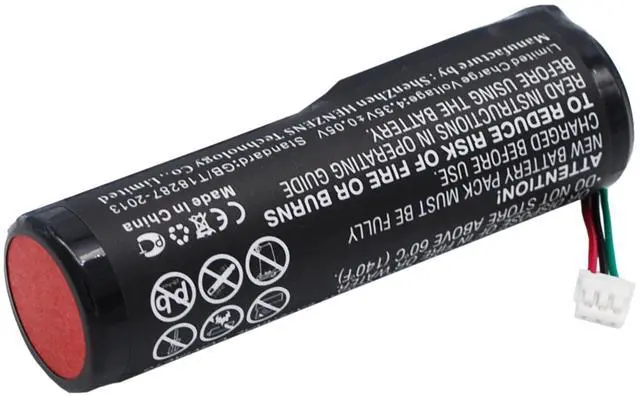 -DO NOT STORE ABOVE 60℃ (140℉).
ATTENTION!
NEW BATTERY PACK MUST BE FULLY
CHARGED BEFORE USE.
TO REDUCE RISK OF FIRE OR BURNS
READ INSTRUCTIONS IN OPERATING GUIDE
BEFORE USING THE BATTERY.
Limited Charge Voltage4.35V±0.05V Standard:GB/T18287-2013
Manufacture by :ShenZhen HENZENS Technology Co., Limited
Made in China